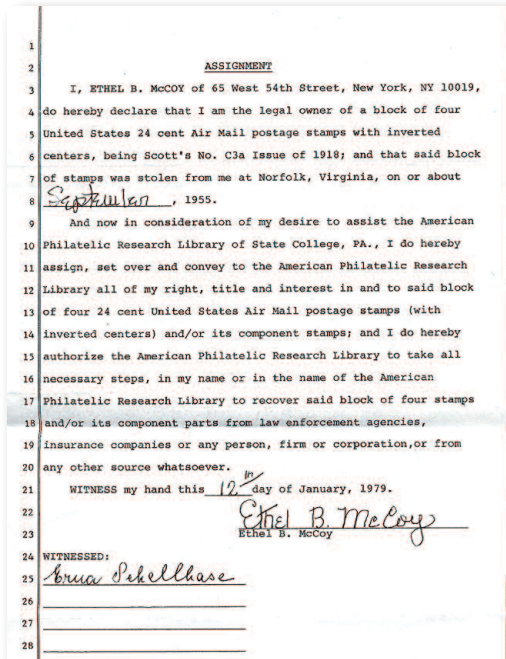 1
2 ASSIGNMENT
3 I, ETHEL B. McCOY of 65 West 54th Street, New York, NY 10019,
4 do hereby declare that I am the legal owner of a block of four
5 United States 24 cent Air Mail postage stamps with inverted
6 centers, being Scott's No. C3a Issue of 1918; and that said block
7 of stamps was stolen from me at Norfolk, Virginia, on or about
8 September, 1955.
9 And now in consideration of my desire to assist the American
10 Philatelic Research Library of State College, PA., I do hereby
11 assign, set over and convey to the American Philatelic Research
12 Library all of my right, title and interest in and to said block
13 of four 24 cent United States Air Mail postage stamps (with
14 inverted centers) and/or its component stamps; and I do hereby
15 authorize the American Philatelic Research Library to take all
16 necessary steps, in my name or in the name of the American
17 Philatelic Research Library to recover said block of four stamps
18 and/or its component parts from law enforcement agencies,
19 insurance companies or any person, firm or corporation,or from
20 any other source whatsoever.
21 WITNESS my hand this 12th day of January, 1979.
22 Ethel B. McCoy
23 Ethel B. McCoy
24 WITNESSED:
25 Erna Schellhase
26
27
28